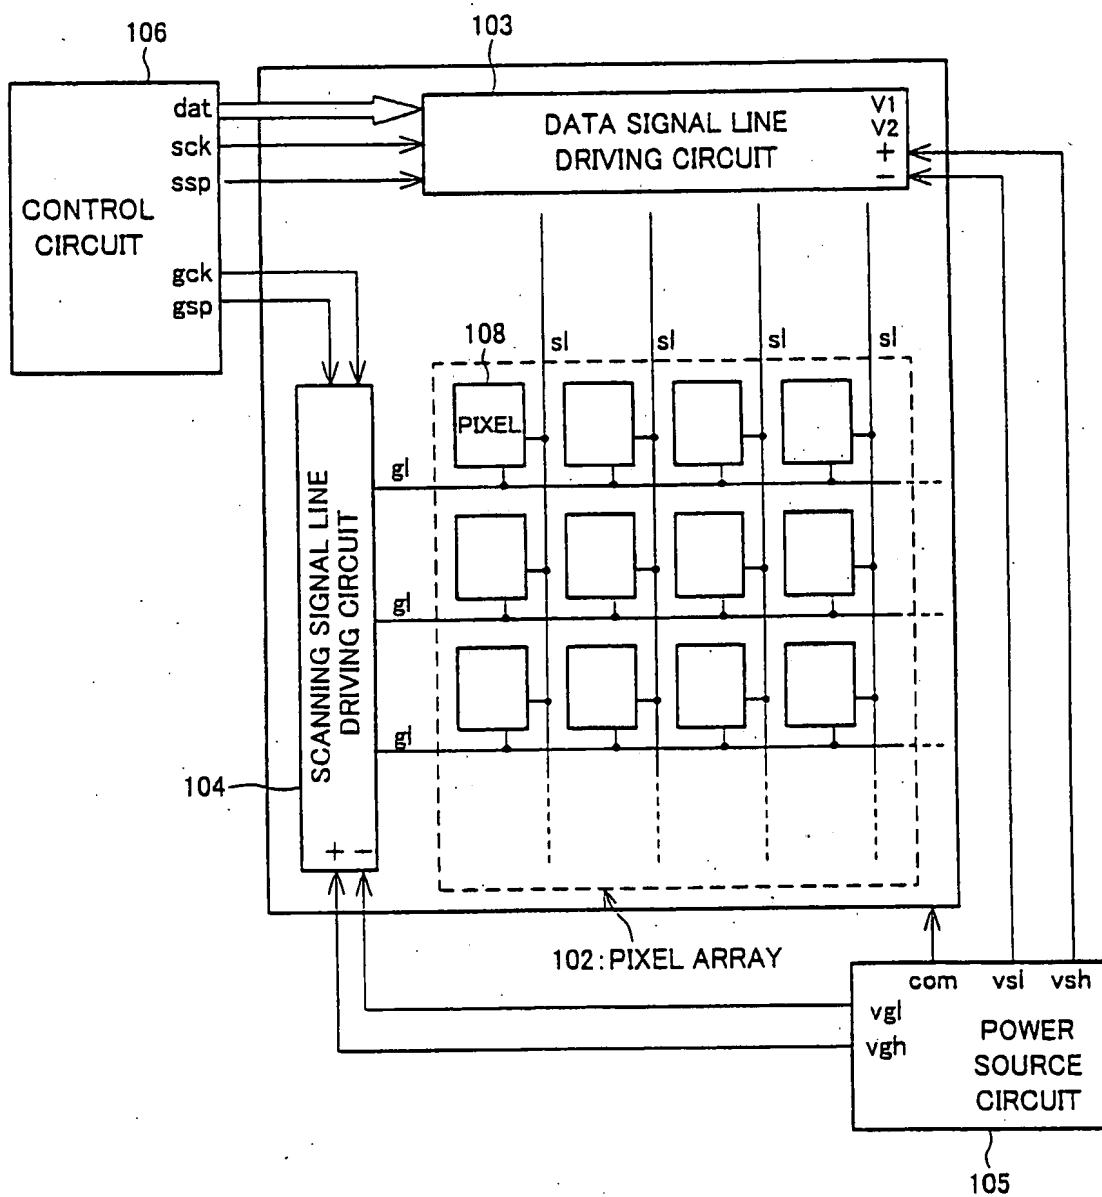 106
103
dat
sck
ssp
CONTROL
CIRCUIT
gck
gsp
DATA SIGNAL LINE
DRIVING CIRCUIT
V1
V2
+
−
108
sl
sl
sl
sl
PIXEL
gl
gl
gl
SCANNING SIGNAL LINE
DRIVING CIRCUIT
104
+ −
102:PIXEL ARRAY
com vsl vsh
vgl
vgh
POWER
SOURCE
CIRCUIT
105